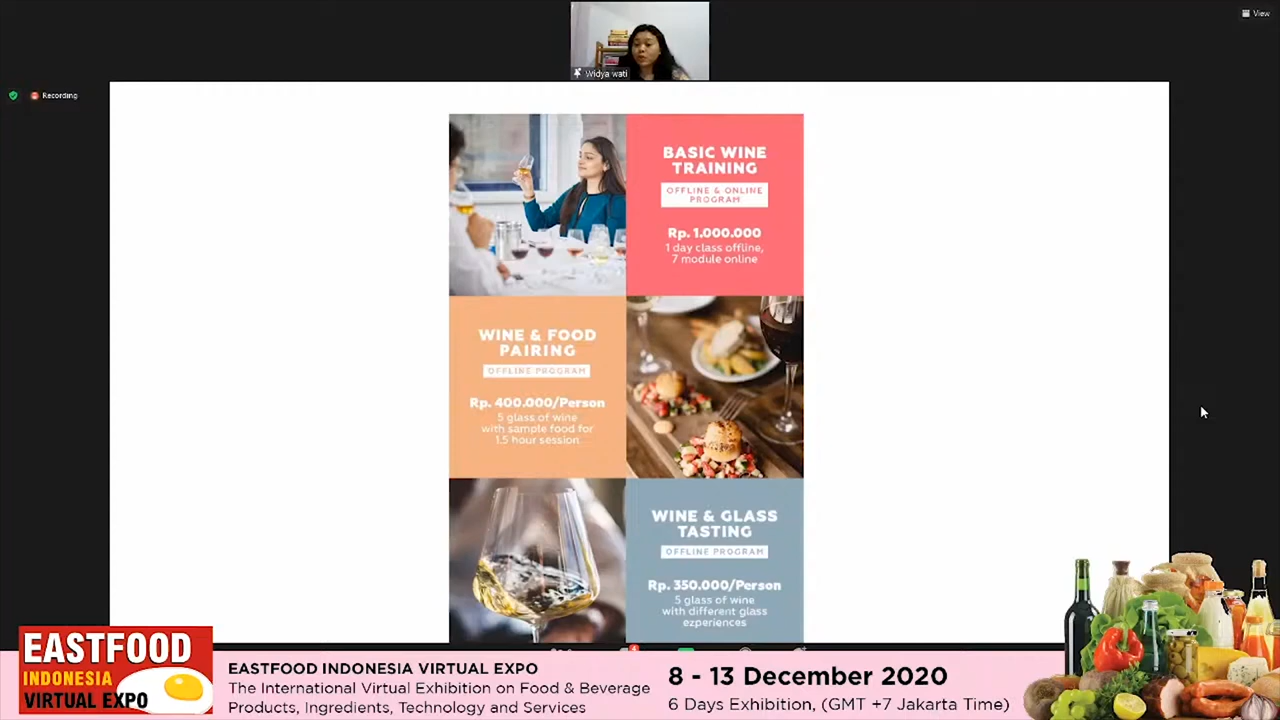 View
Widya wati
Recording
BASIC WINE
TRAINING
OFFLINE & ONLINE
PROGRAM
Rp. 1.000.000
1 day class offline,
7 module online
WINE & FOOD
PAIRING
OFFLINE PROGRAM
Rp. 400.000/Person
5 glass of wine
with sample food for
1.5 hour session
WINE & GLASS
TASTING
OFFLINE PROGRAM
Rp. 350.000/Person
5 glass of wine
with different glass
experiences
EASTFOOD
INDONESIA
VIRTUAL EXPO
EASTFOOD INDONESIA VIRTUAL EXPO
The International Virtual Exhibition on Food & Beverage
Products, Ingredients, Technology and Services
8 - 13 December 2020
6 Days Exhibition, (GMT +7 Jakarta Time)